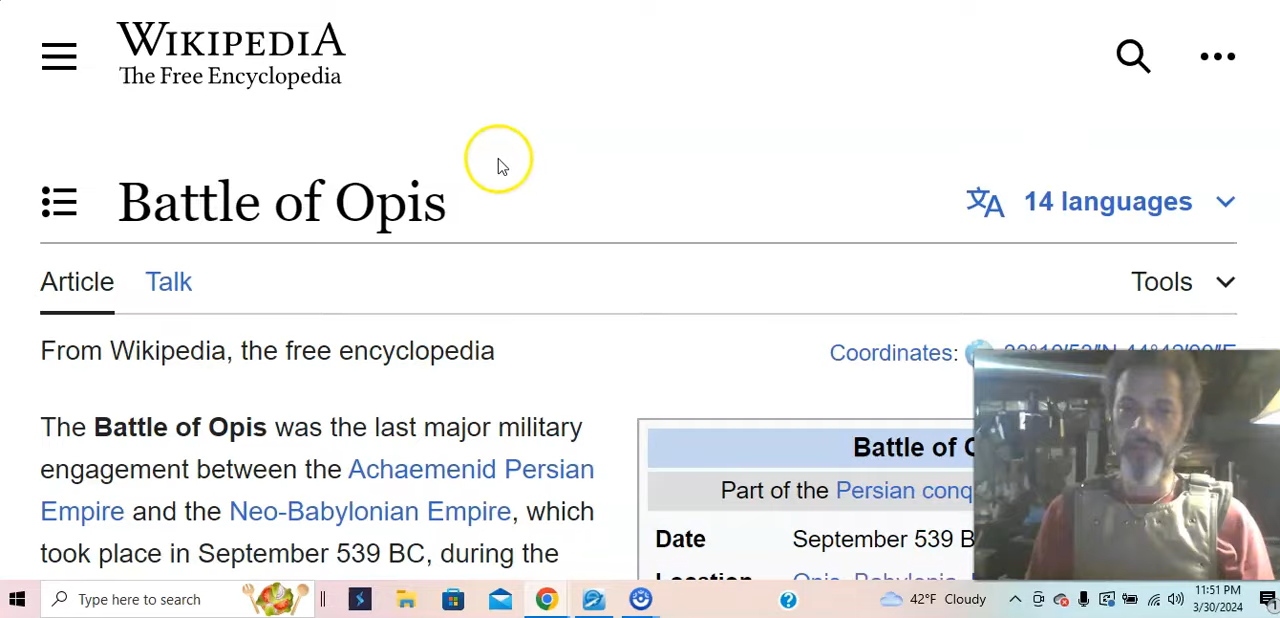 WIKIPEDIA
The Free Encyclopedia
Battle of Opis
14 languages
Article
Talk
Tools
From Wikipedia, the free encyclopedia
Coordinates:
The Battle of Opis was the last major military
engagement between the Achaemenid Persian
Empire and the Neo-Babylonian Empire, which
took place in September 539 BC, during the
Battle of
Part of the Persian
Date
September 539
Type here to search
42°F Cloudy
11:51 PM
3/30/2024